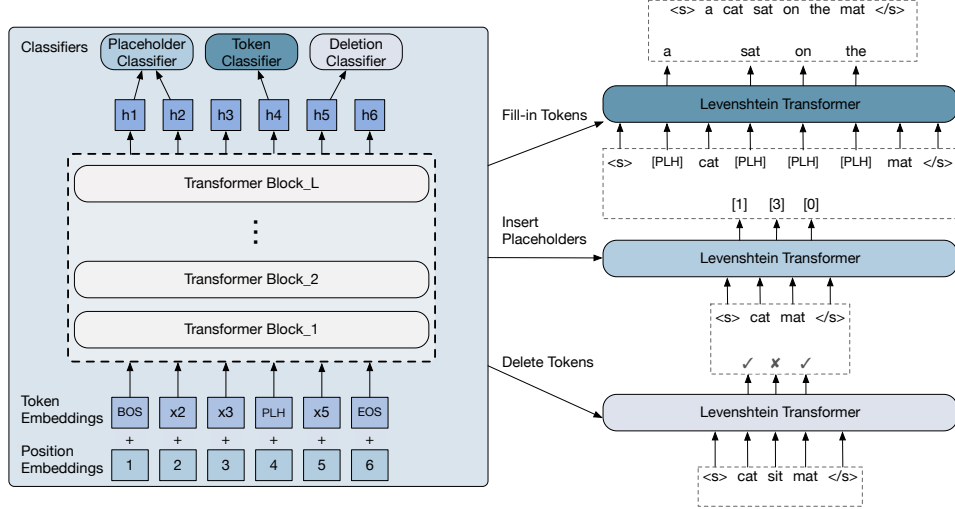 Classifiers
Placeholder Classifier
Token Classifier
Deletion Classifier
h1 h2 h3 h4 h5 h6
Transformer Block_L
⋮
Transformer Block_2
Transformer Block_1
Token Embeddings
BOS x2 x3 PLH x5 EOS
+ + + + + +
Position Embeddings
1 2 3 4 5 6
Fill-in Tokens
Insert Placeholders
Delete Tokens
<s> a cat sat on the mat </s>
a sat on the
Levenshtein Transformer
<s> [PLH] cat [PLH] [PLH] [PLH] mat </s>
[1] [3] [0]
Levenshtein Transformer
<s> cat mat </s>
✓ ✗ ✓
Levenshtein Transformer
<s> cat sit mat </s>